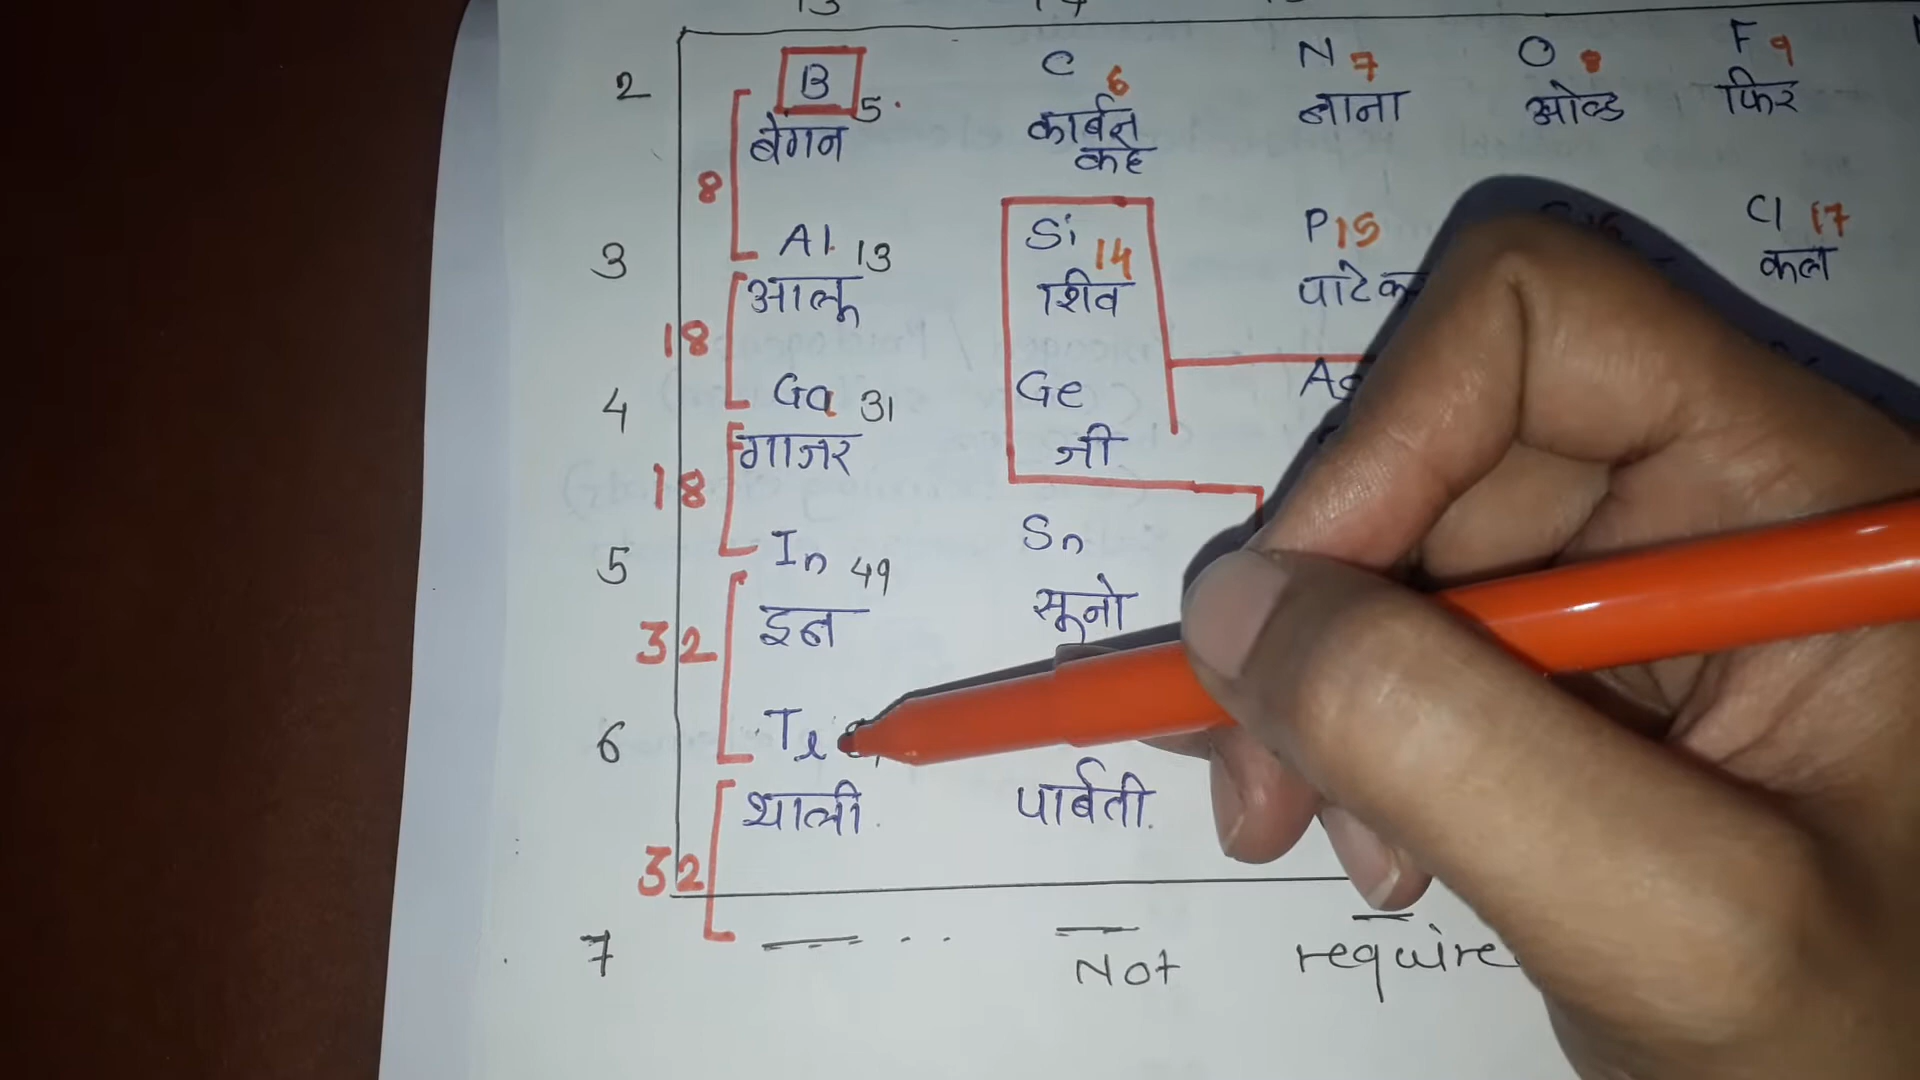 2 B 5 C 6 N 7 O 8 F 9
बेगन कार्बन नाना ओल्ड फिर
कह
8
3 Al 13 Si 14 P 15 Cl 17
आलू शिव पाटेकर कल
18
4 Ga 31 Ge
गाजर जी
18
5 In 49 Sn
इन सूनो
32
6 Tl
थाली पार्बती
32
7 Not require